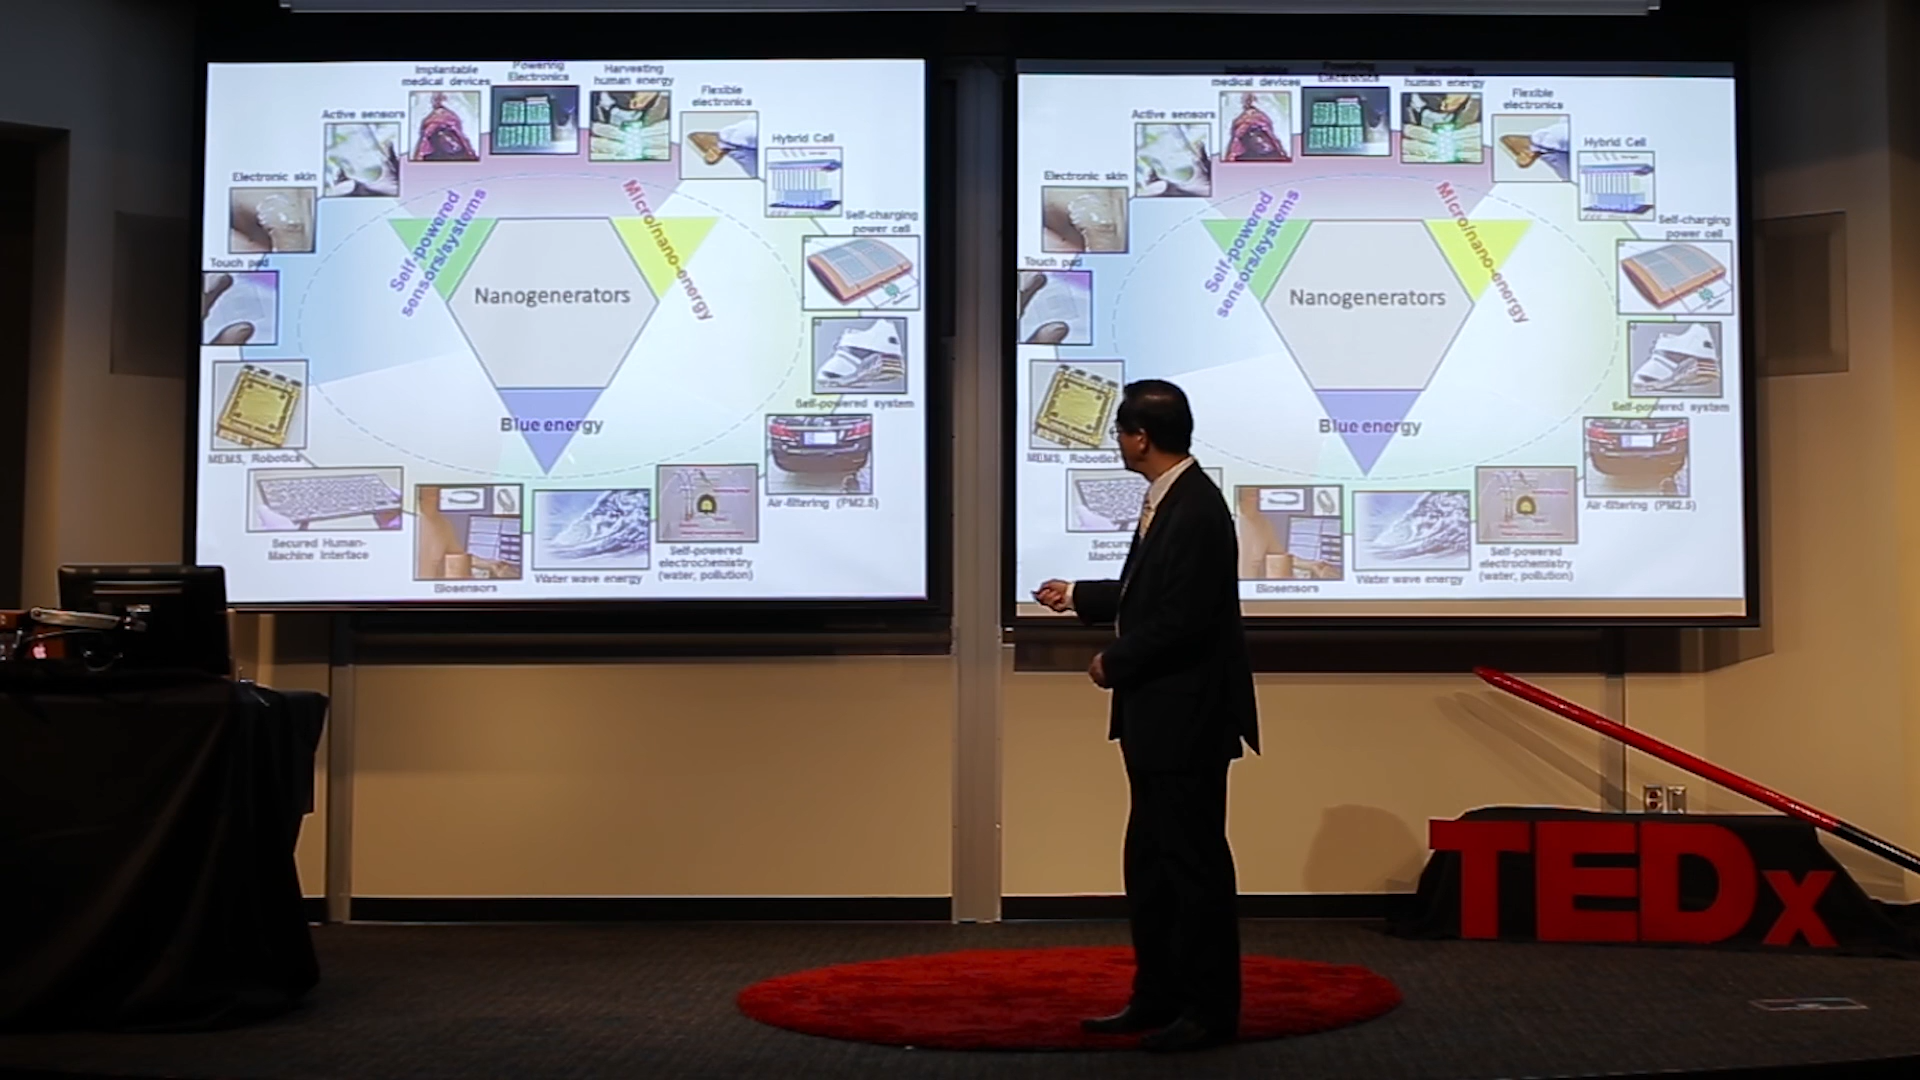 Implantable
medical devices
Powering
Electronics
Harvesting
human energy
Flexible
electronics
Active sensors
Hybrid Cell
Electronic skin
Self-charging
power cell
Self-powered
sensors/systems
Micro/nano-energy
Touch pad
Nanogenerators
Self-powered system
Blue energy
MEMS, Robotics
Air-filtering (PM2.5)
Secured Human-
Machine Interface
Self-powered
electrochemistry
(water, pollution)
Water wave energy
Biosensors
medical devices
Electronics
human energy
Flexible
electronics
Active sensors
Hybrid Cell
Electronic skin
Self-charging
power cell
Self-powered
sensors/systems
Micro/nano-energy
Touch pad
Nanogenerators
Self-powered system
Blue energy
MEMS, Robotics
Air-filtering (PM2.5)
Self-powered
electrochemistry
(water, pollution)
Water wave energy
Biosensors
TEDx